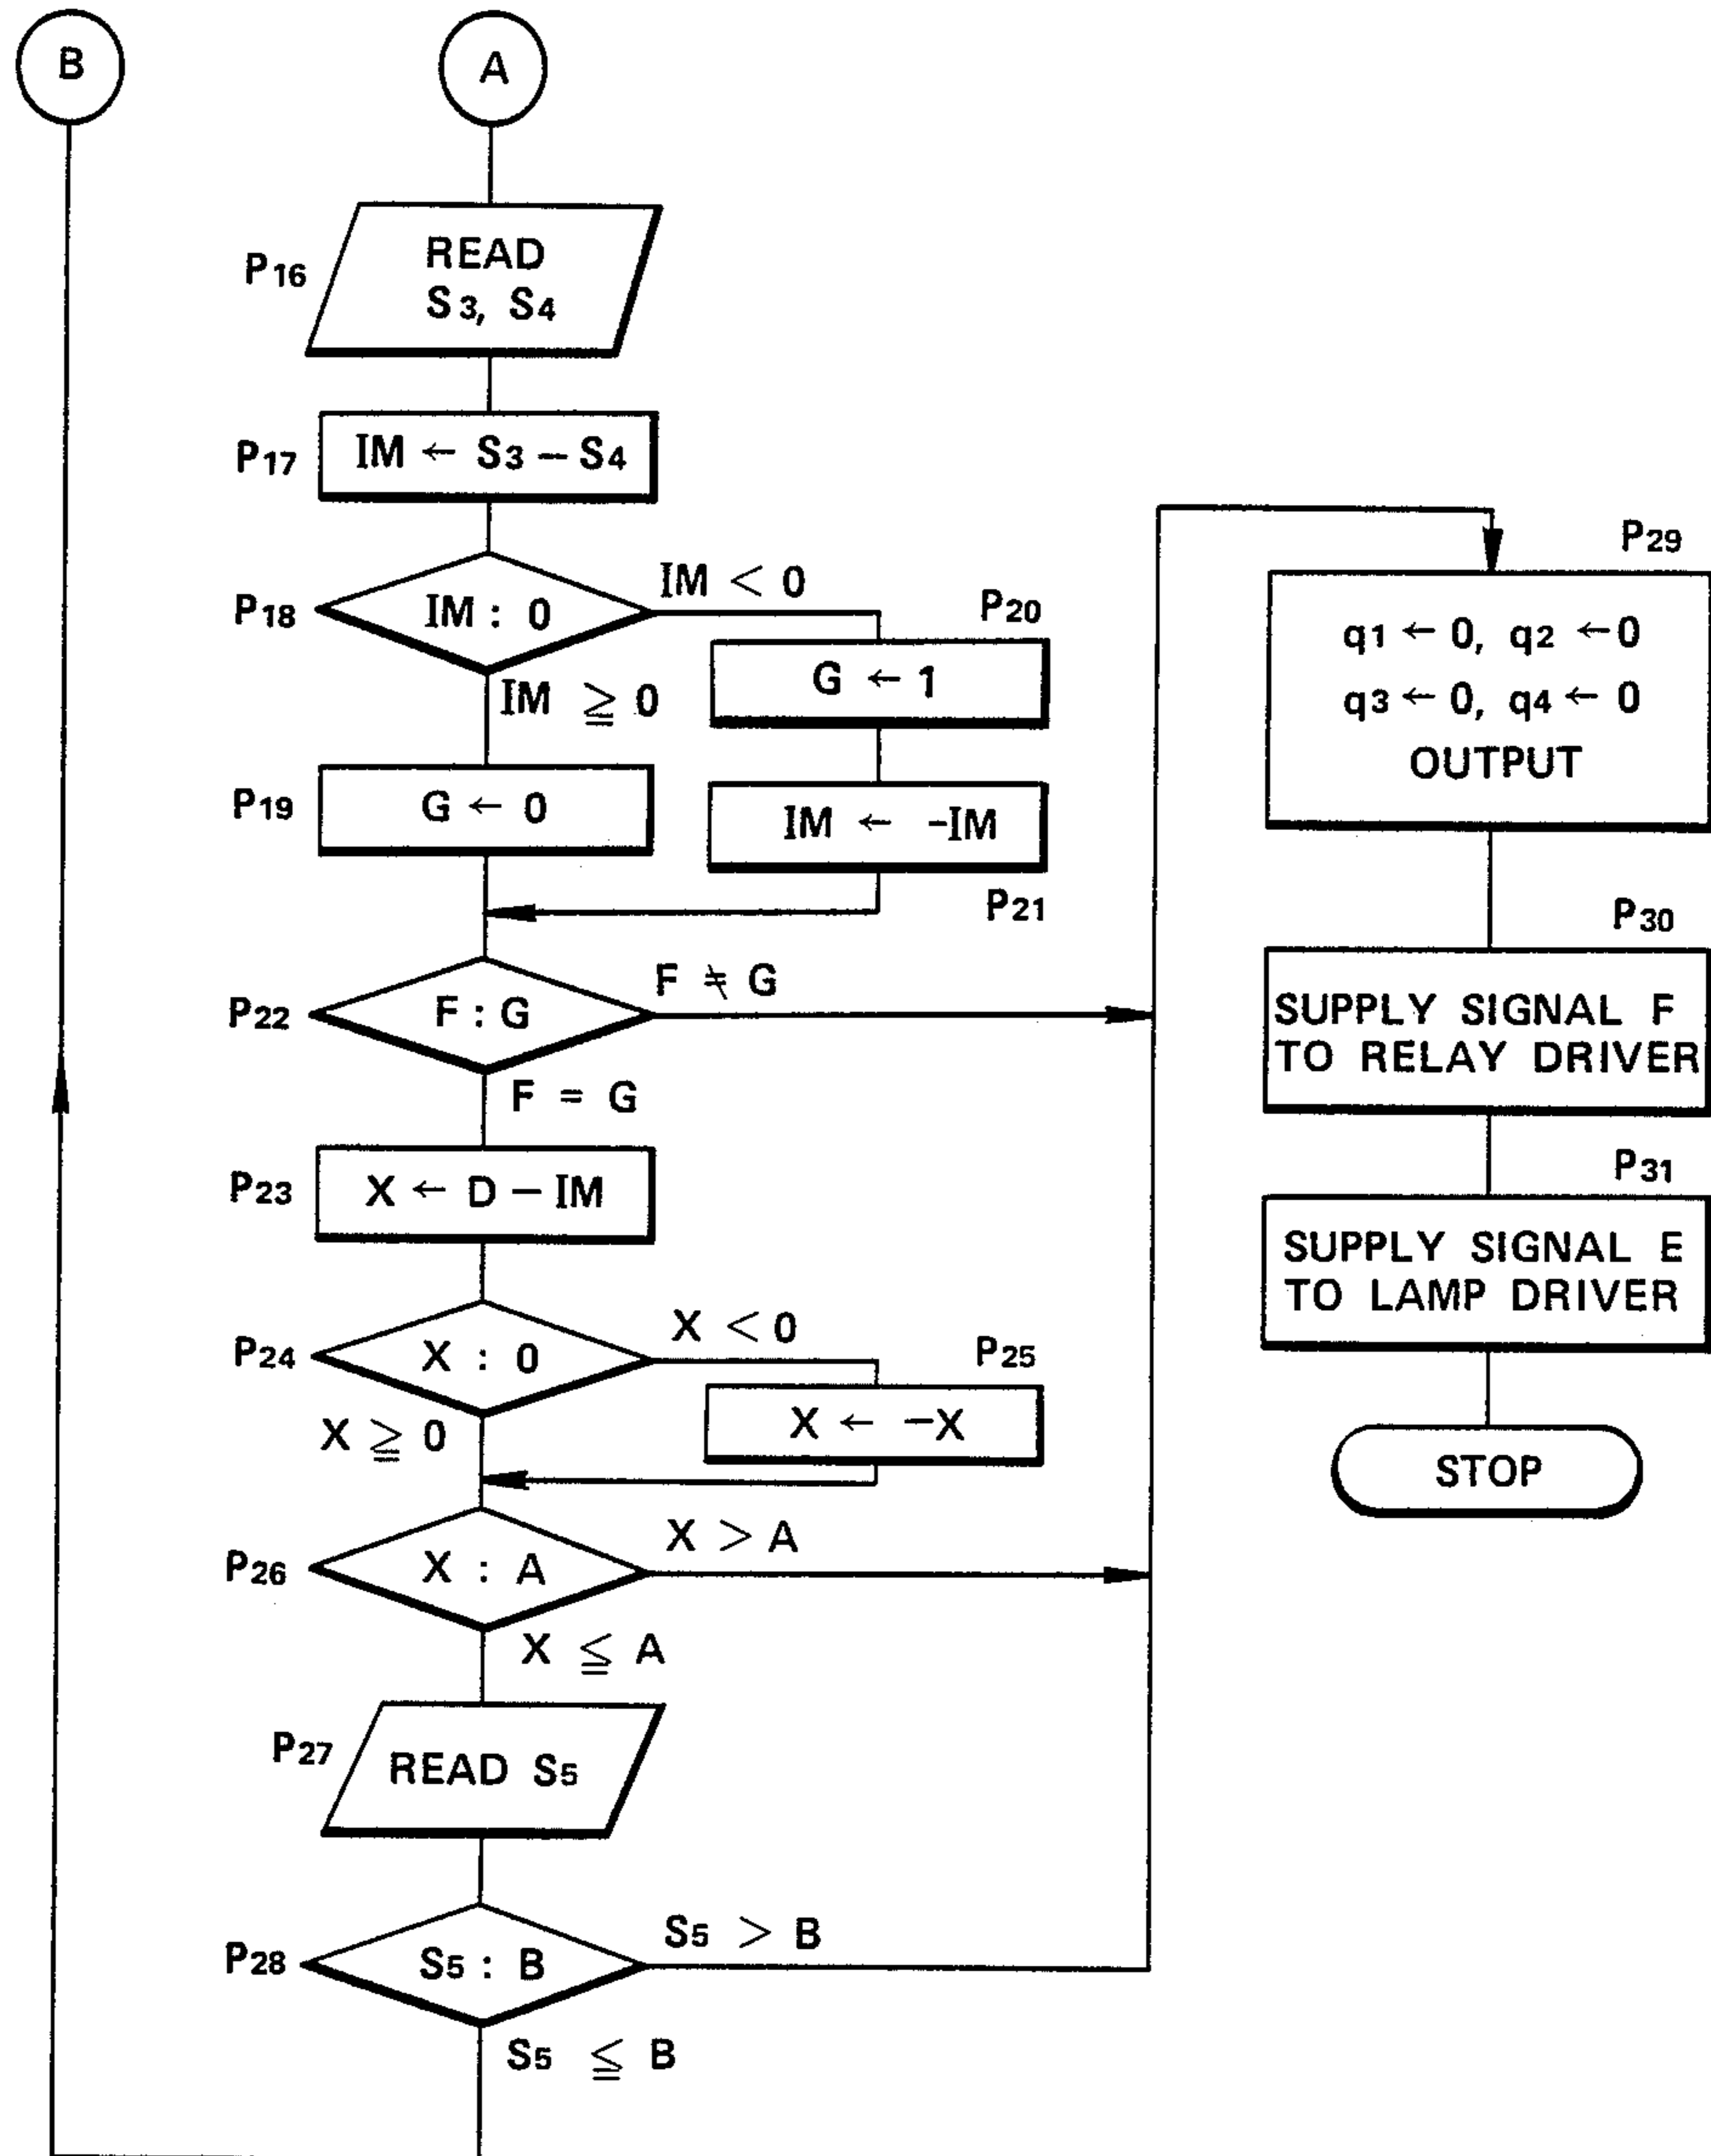 B
A
P16
READ
S3, S4
P17
IM ← S3 – S4
P18
IM : 0
IM < 0
IM ≧ 0
P20
G ← 1
P19
G ← 0
IM ← -IM
P21
P22
F : G
F ≠ G
F = G
P23
X ← D – IM
P24
X : 0
X < 0
X ≧ 0
P25
X ← –X
P26
X : A
X > A
X ≦ A
P27
READ S5
P28
S5 : B
S5 > B
S5 ≦ B
P29
q1 ← 0, q2 ← 0
q3 ← 0, q4 ← 0
OUTPUT
P30
SUPPLY SIGNAL F
TO RELAY DRIVER
P31
SUPPLY SIGNAL E
TO LAMP DRIVER
STOP